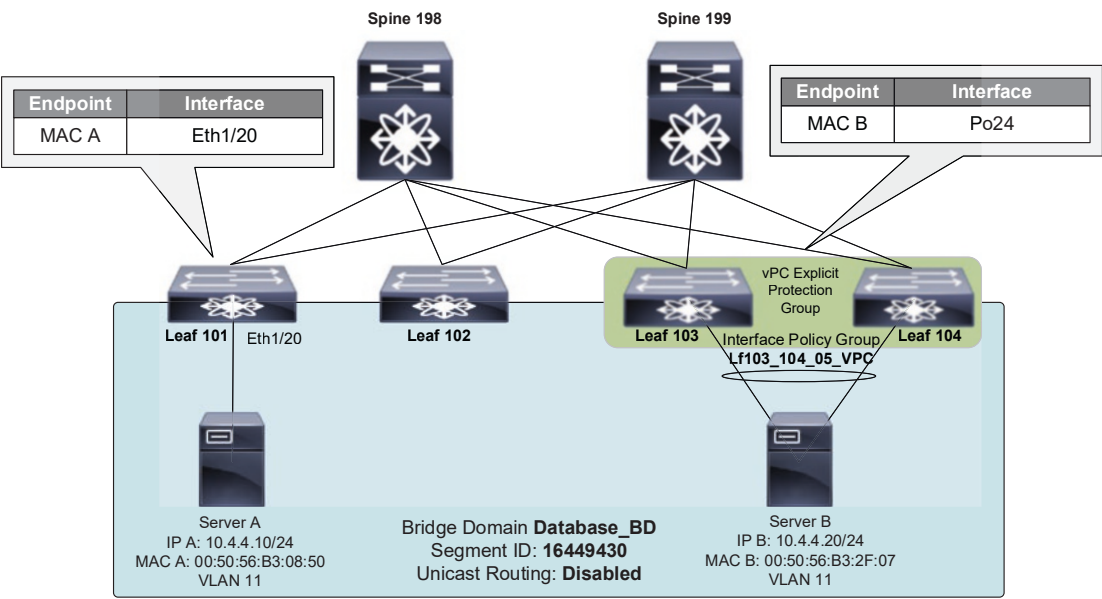 Spine 198
Spine 199
Endpoint Interface
MAC A Eth1/20
Endpoint Interface
MAC B Po24
vPC Explicit
Protection
Group
Leaf 101
Eth1/20
Leaf 102
Leaf 103
Leaf 104
Interface Policy Group
Lf103_104_05_VPC
Server A
IP A: 10.4.4.10/24
MAC A: 00:50:56:B3:08:50
VLAN 11
Bridge Domain Database_BD
Segment ID: 16449430
Unicast Routing: Disabled
Server B
IP B: 10.4.4.20/24
MAC B: 00:50:56:B3:2F:07
VLAN 11